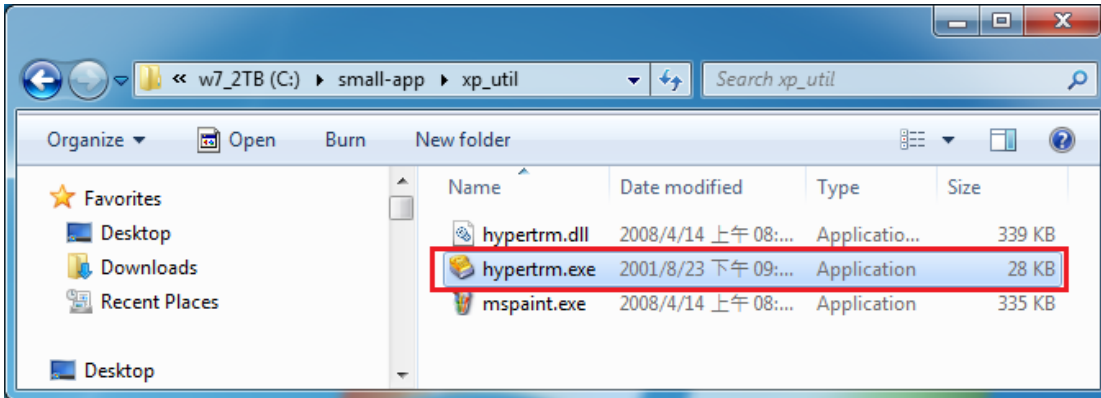 « w7_2TB (C:) ▸ small-app ▸ xp_util Search xp_util
Organize Open Burn New folder
Favorites
Desktop
Downloads
Recent Places
Desktop
Name Date modified Type Size
hypertrm.dll 2008/4/14 上午 08:... Applicatio... 339 KB
hypertrm.exe 2001/8/23 下午 09:... Application 28 KB
mspaint.exe 2008/4/14 上午 08:... Application 335 KB